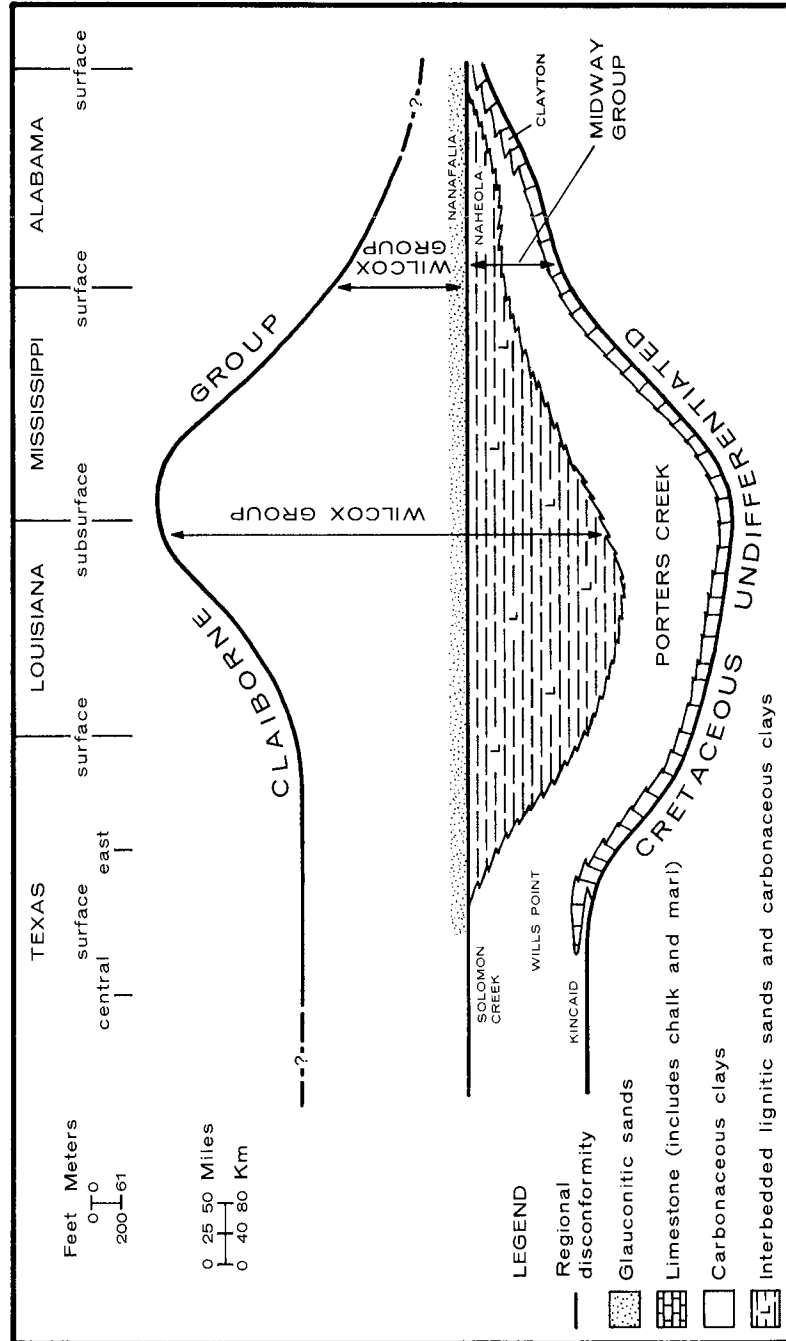 TEXAS
LOUISIANA
MISSISSIPPI
ALABAMA
surface
central
east
surface
subsurface
surface
surface
Feet Meters
0 0
200 61
0 25 50 Miles
0 40 80 Km
?
CLAIBORNE
GROUP
?
WILCOX GROUP
WILCOX
GROUP
NANAFALIA
NAHEOLA
CLAYTON
MIDWAY
GROUP
SOLOMON
CREEK
WILLS POINT
KINCAID
PORTERS CREEK
CRETACEOUS UNDIFFERENTIATED
L
L
L
L
L
L
L
L
LEGEND
Regional
disconformity
Glauconitic sands
Limestone (includes chalk and marl)
Carbonaceous clays
L
Interbedded lignitic sands and carbonaceous clays